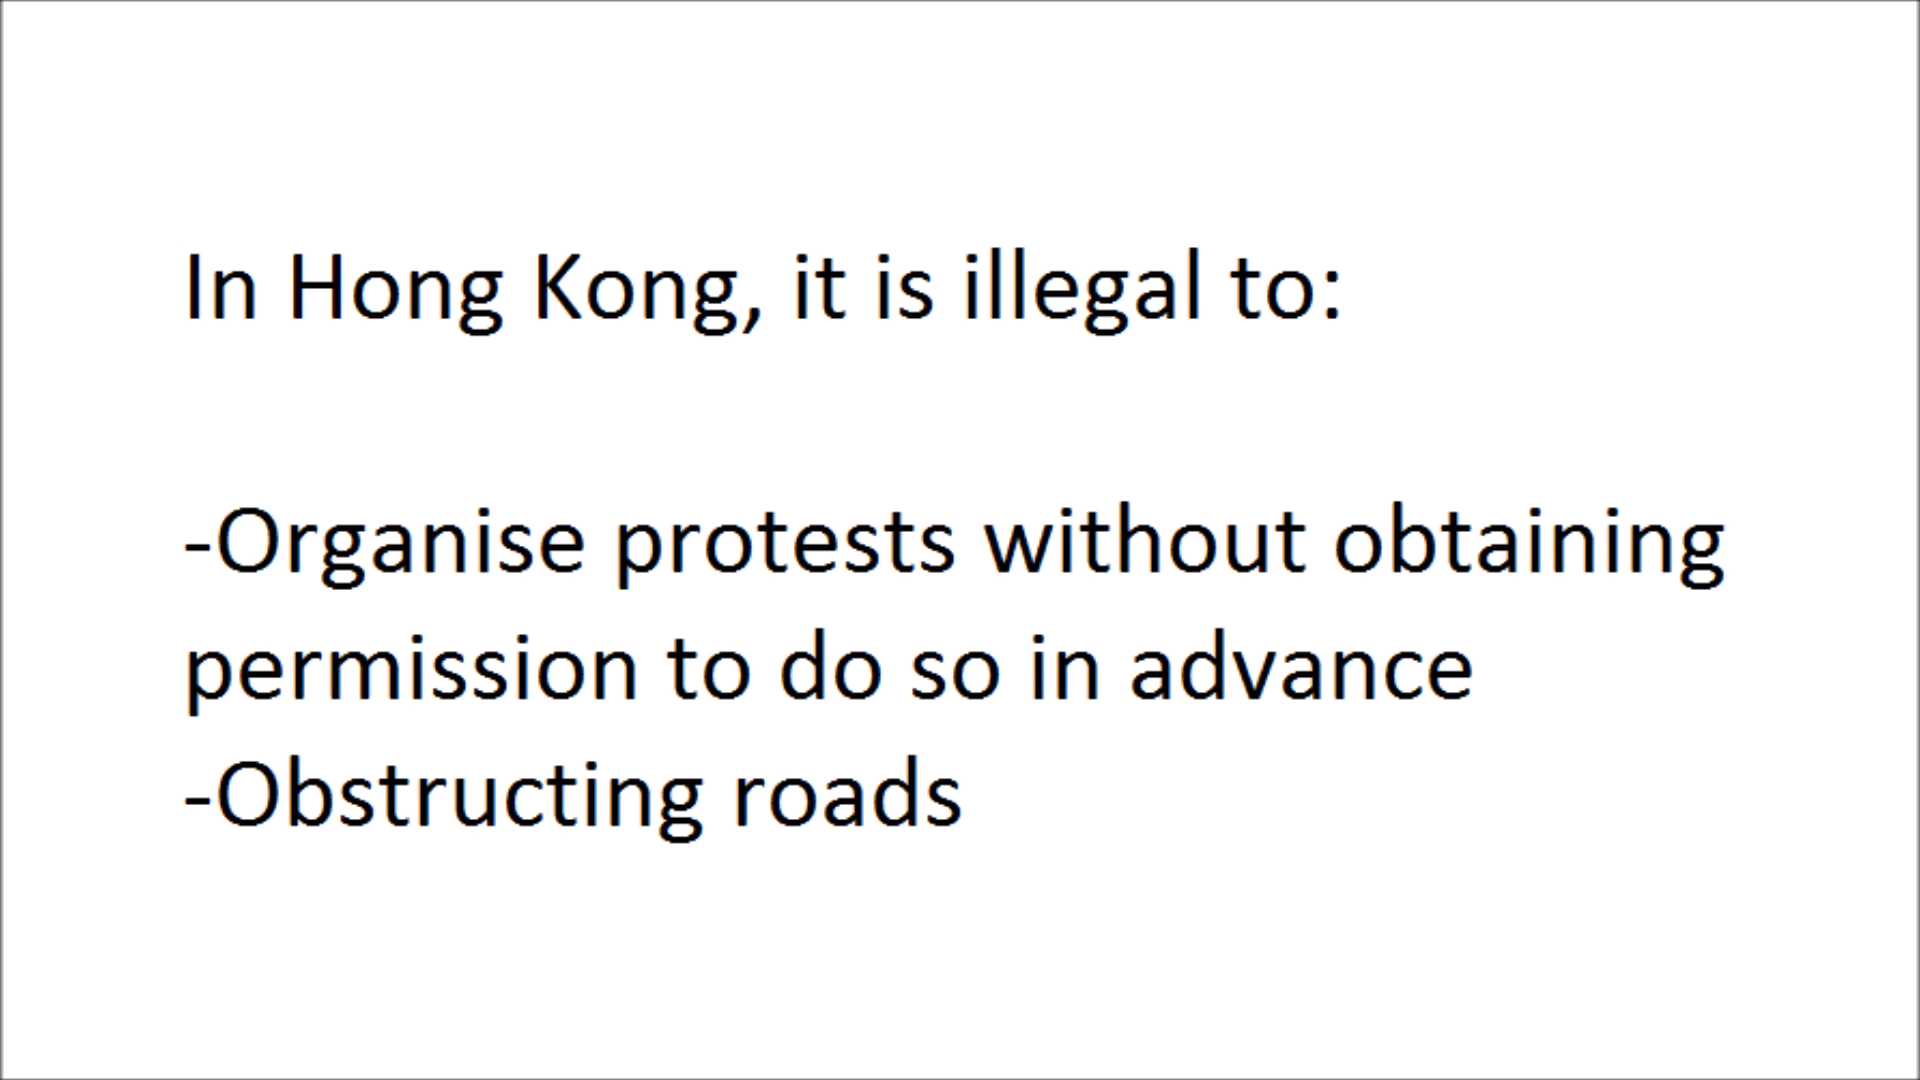 In Hong Kong, it is illegal to:
-Organise protests without obtaining
permission to do so in advance
-Obstructing roads